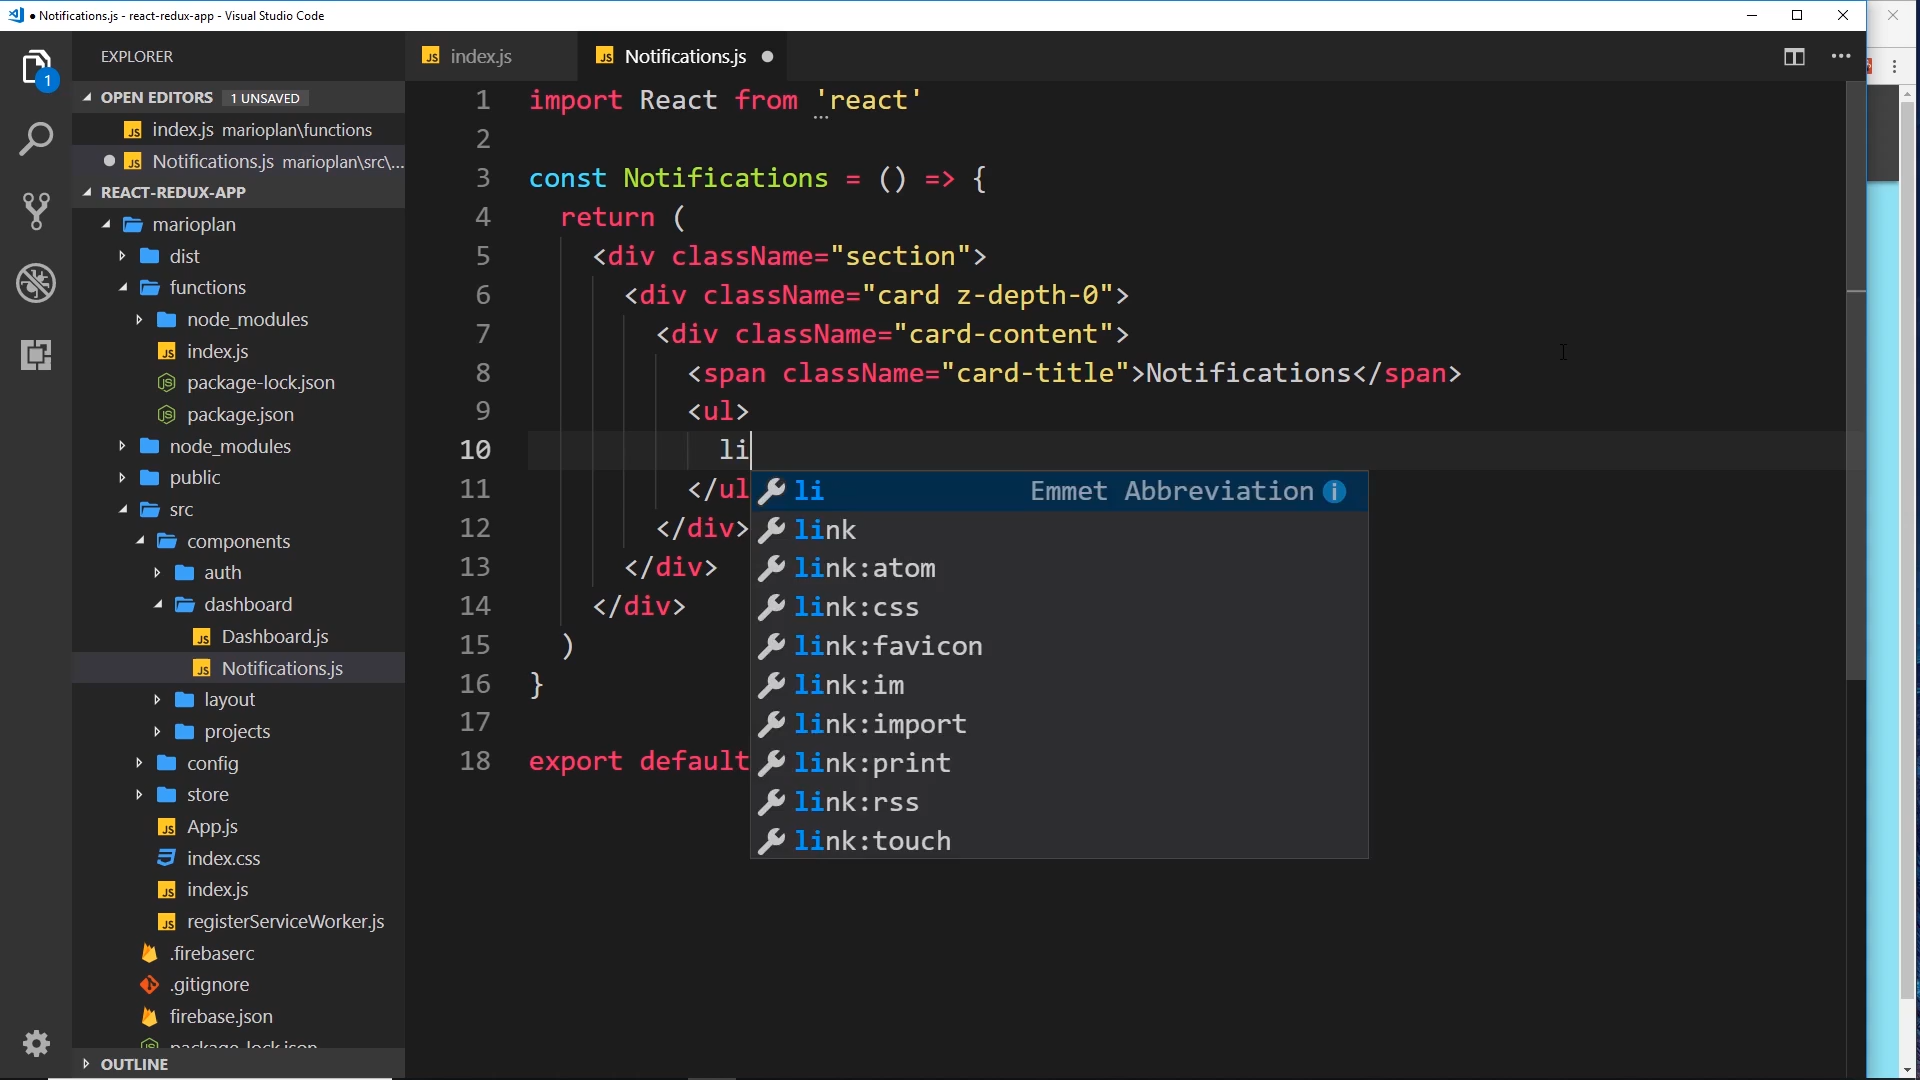 ● Notifications.js - react-redux-app - Visual Studio Code
EXPLORER
index.js
Notifications.js
1
OPEN EDITORS 1 UNSAVED
index.js marioplan\functions
Notifications.js marioplan\src\...
REACT-REDUX-APP
marioplan
dist
functions
node_modules
index.js
package-lock.json
package.json
node_modules
public
src
components
auth
dashboard
Dashboard.js
Notifications.js
layout
projects
config
store
App.js
index.css
index.js
registerServiceWorker.js
.firebaserc
.gitignore
firebase.json
package-lock.json
OUTLINE
1 import React from 'react'
2
3 const Notifications = () => {
4 return (
5 <div className="section">
6 <div className="card z-depth-0">
7 <div className="card-content">
8 <span className="card-title">Notifications</span>
9 <ul>
10 li
11 </ul
12 </div>
13 </div>
14 </div>
15 )
16 }
17
18 export default
li Emmet Abbreviation
link
link:atom
link:css
link:favicon
link:im
link:import
link:print
link:rss
link:touch